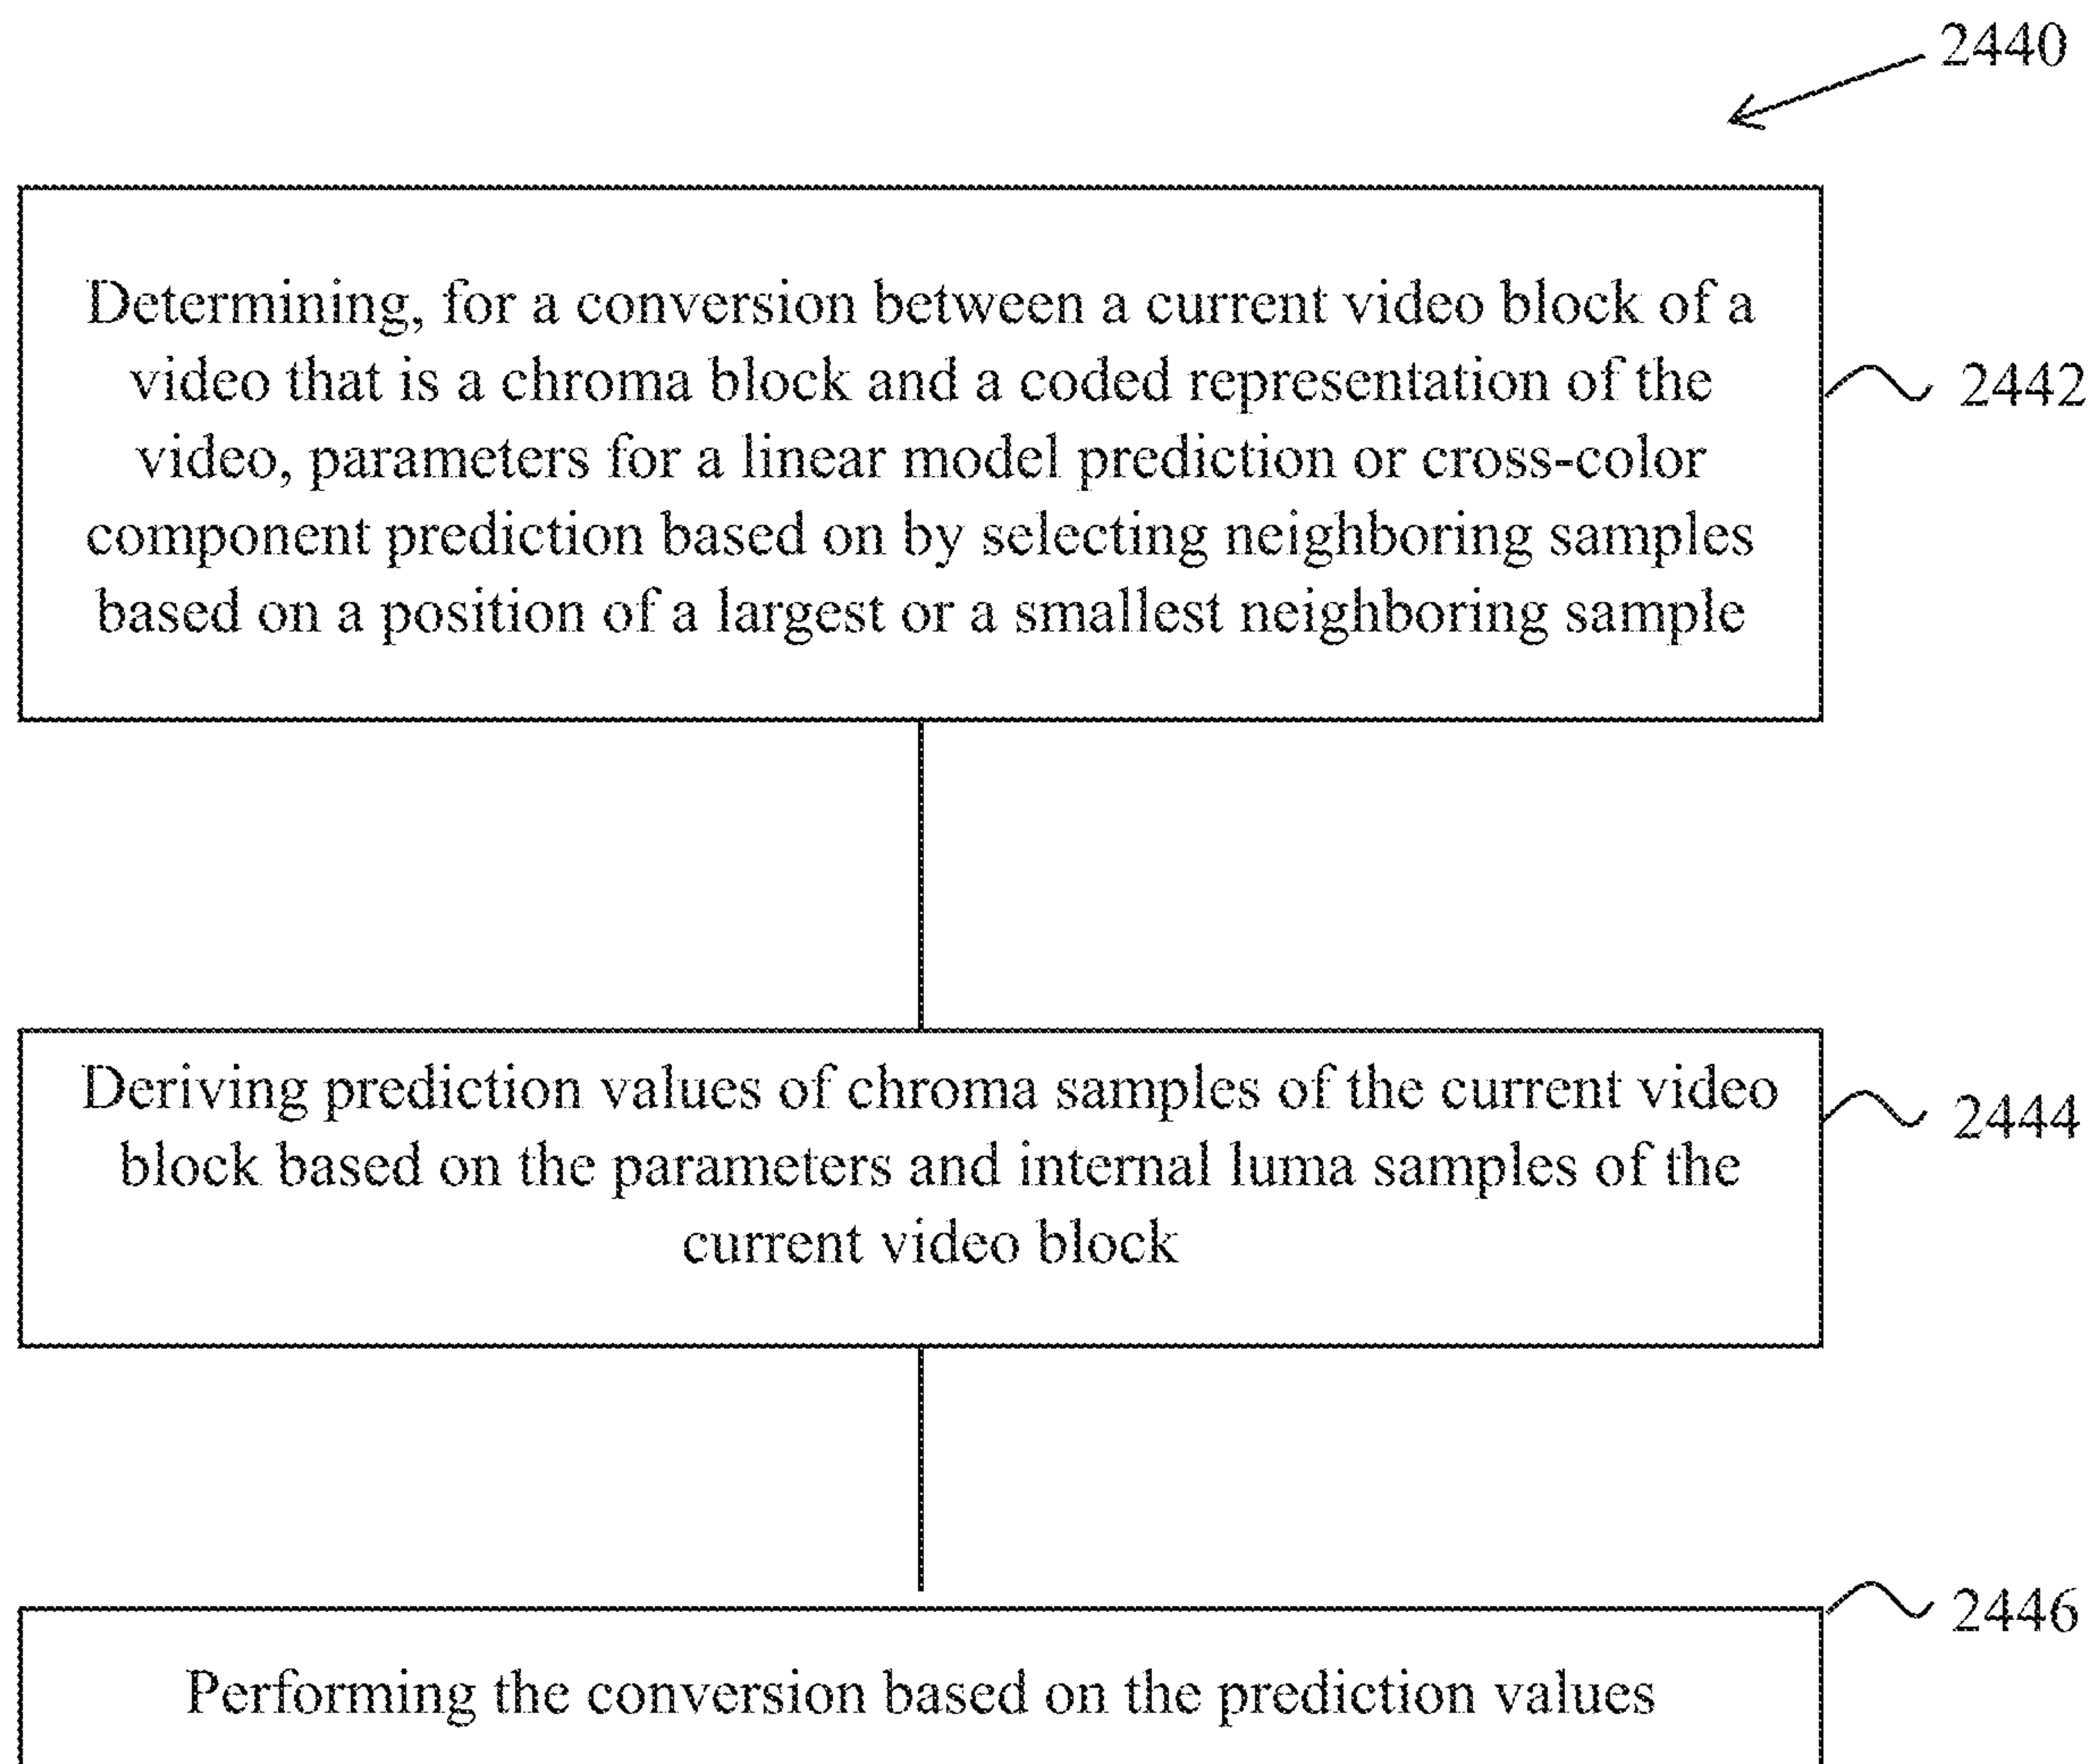 2440
Determining, for a conversion between a current video block of a
video that is a chroma block and a coded representation of the
video, parameters for a linear model prediction or cross-color
component prediction based on by selecting neighboring samples
based on a position of a largest or a smallest neighboring sample
2442
Deriving prediction values of chroma samples of the current video
block based on the parameters and internal luma samples of the
current video block
2444
2446
Performing the conversion based on the prediction values